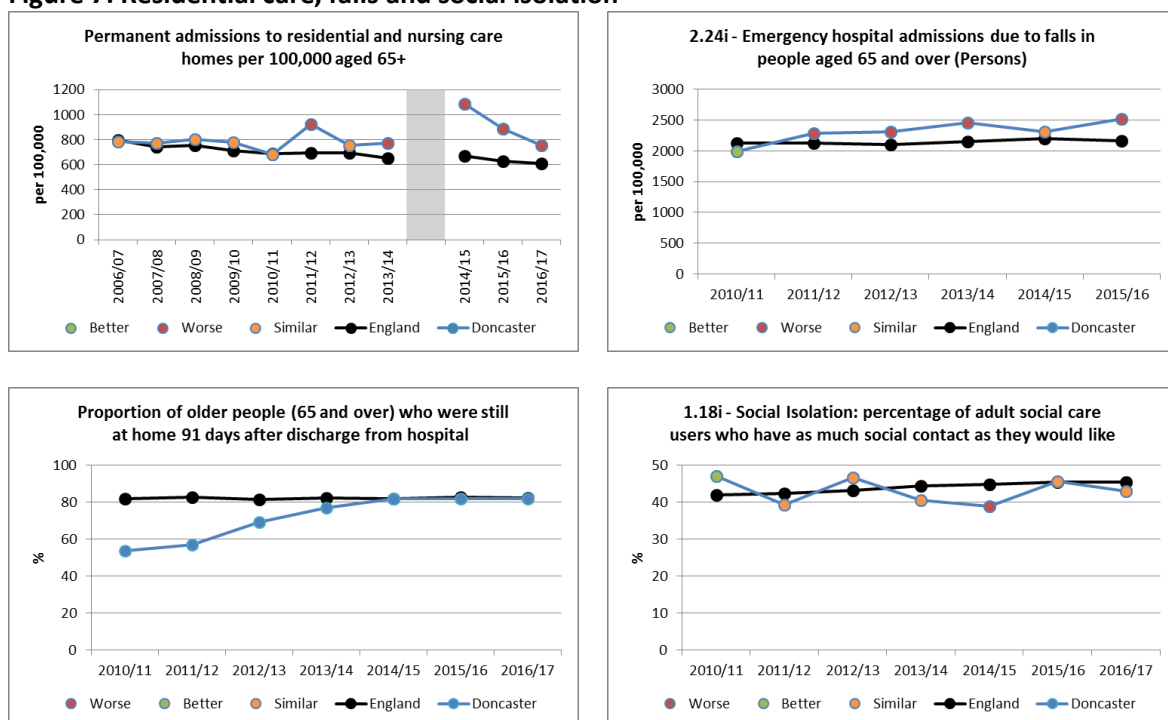 Figure 7: Residential care, falls and social isolation
Permanent admissions to residential and nursing care
homes per 100,000 aged 65+
per 100,000
1200
1000
800
600
400
200
0
2006/07
2007/08
2008/09
2009/10
2010/11
2011/12
2012/13
2013/14
2014/15
2015/16
2016/17
Better Worse Similar England Doncaster
2.24i - Emergency hospital admissions due to falls in
people aged 65 and over (Persons)
per 100,000
3000
2500
2000
1500
1000
500
0
2010/11 2011/12 2012/13 2013/14 2014/15 2015/16
Better Worse Similar England Doncaster
Proportion of older people (65 and over) who were still
at home 91 days after discharge from hospital
%
100
80
60
40
20
0
2010/11 2011/12 2012/13 2013/14 2014/15 2015/16 2016/17
Worse Better Similar England Doncaster
1.18i - Social Isolation: percentage of adult social care
users who have as much social contact as they would like
%
50
40
30
20
10
0
2010/11 2011/12 2012/13 2013/14 2014/15 2015/16 2016/17
Worse Better Similar England Doncaster